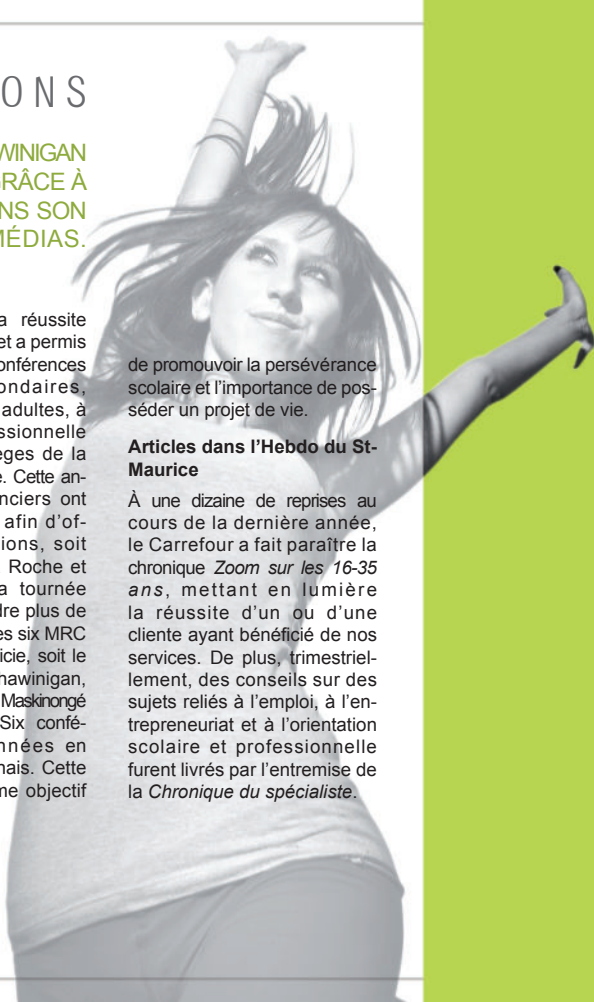 ONS
WINIGAN
GRÂCE À
NS SON
MÉDIAS.
a réussite
et a permis
onférences
ondaires,
adultes, à
ssionnelle
èges de la
e. Cette an-
nciers ont
afin d'of-
ions, soit
Roche et
a tournée
dre plus de
es six MRC
icie, soit le
hawinigan,
Maskinongé
Six confé-
nnées en
nais. Cette
me objectif
de promouvoir la persévérance
scolaire et l'importance de pos-
séder un projet de vie.
Articles dans l'Hebdo du St-
Maurice
À une dizaine de reprises au
cours de la dernière année,
le Carrefour a fait paraître la
chronique Zoom sur les 16-35
ans, mettant en lumière
la réussite d'un ou d'une
cliente ayant bénéficié de nos
services. De plus, trimestriel-
lement, des conseils sur des
sujets reliés à l'emploi, à l'en-
trepreneuriat et à l'orientation
scolaire et professionnelle
furent livrés par l'entremise de
la Chronique du spécialiste.